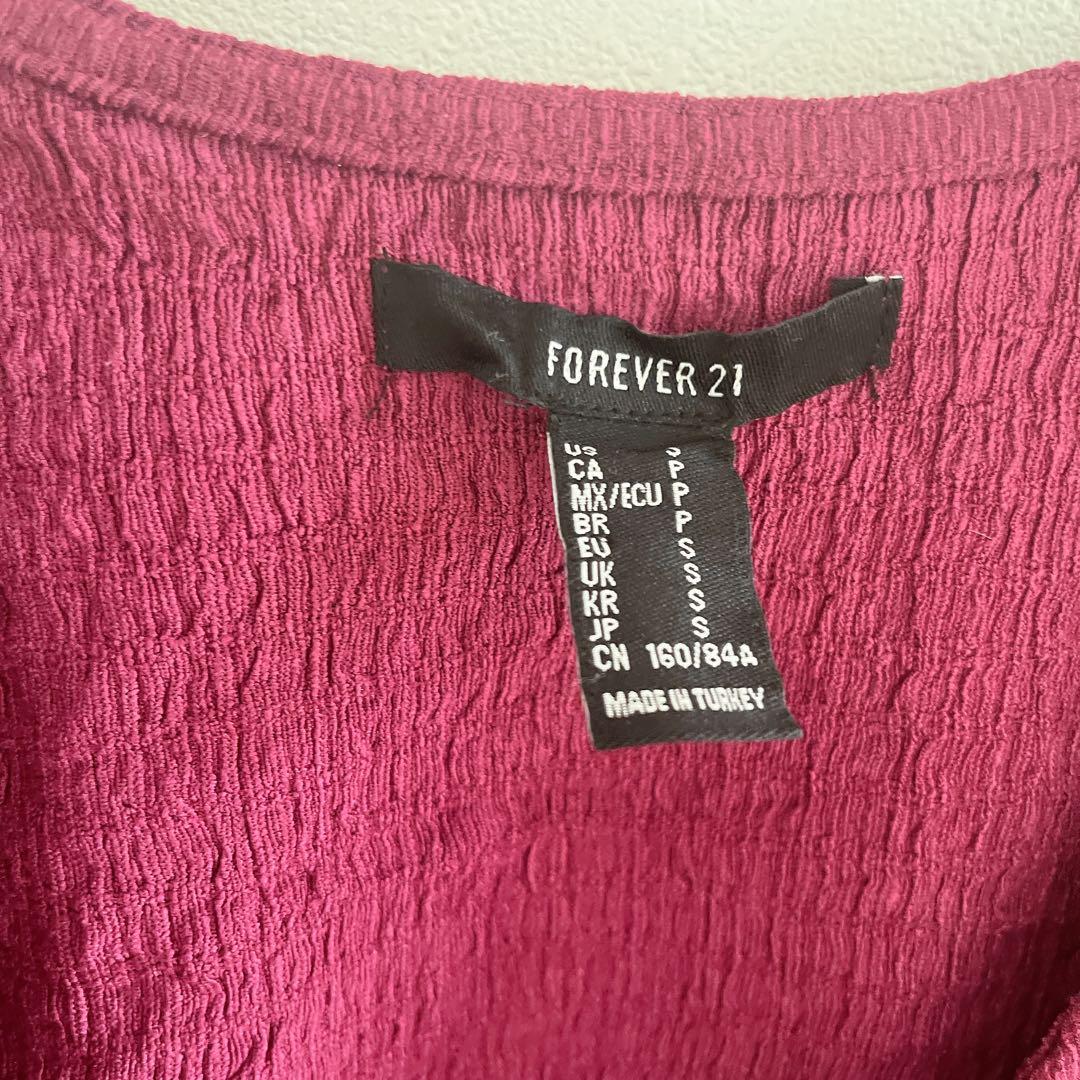 FOREVER 21
US S
CA P
MX/ECU P
BR P
EU S
UK S
KR S
JP S
CN 160/84A
MADE IN TURKEY